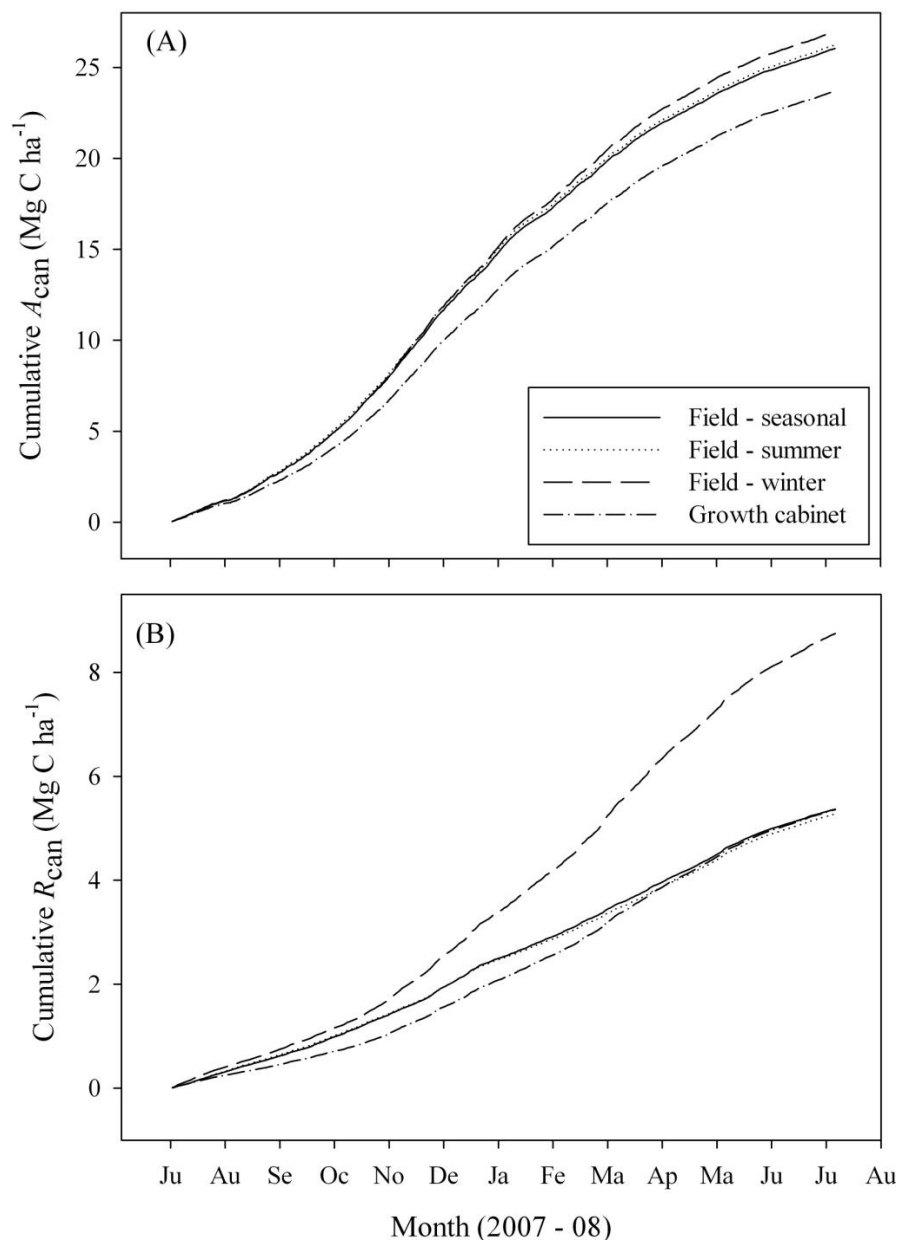 (A)
Cumulative Acan (Mg C ha-1)
25
20
15
10
5
0
Field - seasonal
Field - summer
Field - winter
Growth cabinet
(B)
Cumulative Rcan (Mg C ha-1)
8
6
4
2
0
Ju Au Se Oc No De Ja Fe Ma Ap Ma Ju Ju Au
Month (2007 - 08)